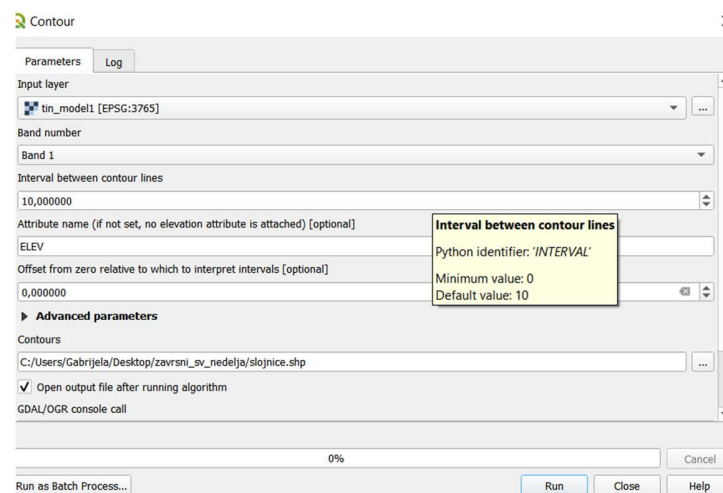 Contour
Parameters
Log
Input layer
tin_model1 [EPSG:3765]
...
Band number
Band 1
Interval between contour lines
10,000000
Attribute name (if not set, no elevation attribute is attached) [optional]
ELEV
Interval between contour lines
Python identifier: 'INTERVAL'
Minimum value: 0
Default value: 10
Offset from zero relative to which to interpret intervals [optional]
0,000000
Advanced parameters
Contours
C:/Users/Gabrijela/Desktop/zavrsni_sv_nedelja/slojnice.shp
...
Open output file after running algorithm
GDAL/OGR console call
0%
Cancel
Run as Batch Process...
Run
Close
Help